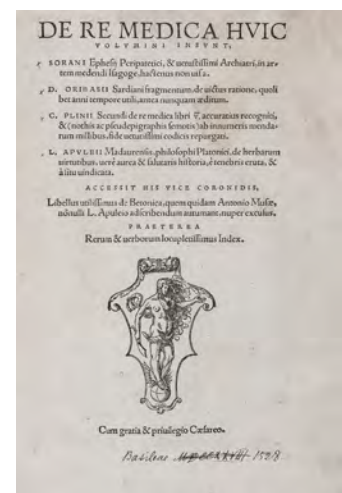 DE RE MEDICA HVIC
VOLVMINI INSVNT,
SORANI Ephesij Peripatetici, & uetustissimi Archiatri, in ar-
tem medendi Isagoge, hactenus non uisa.
D. ORIBASII Sardiani fragmentum, de uictus ratione, quoli
bet anni tempore utili, antea nunquam æditum.
C. PLINII Secundi de re medica libri V, accuratius recogniti,
& (nothis ac pseudepigraphis semotis) ab innumeris menda-
rum millibus, fide uetustissimi codicis repurgati.
L. APVLEII Madaurensis, philosophi Platonici, de herbarum
uirtutibus, uerè aurea & salutaris historia, è tenebris eruta, &
à situ uindicata.
ACCESSIT HIS VICE CORONIDIS,
Libellus utilissimus de Betonica, quem quidam Antonio Musæ,
nonnulli L. Apuleio adscribendum autumant, nuper excusus.
PRAETEREA
Rerum & uerborum locupletissimus Index.
Cum gratia & priuilegio Cæsareo.
Basileae 1528